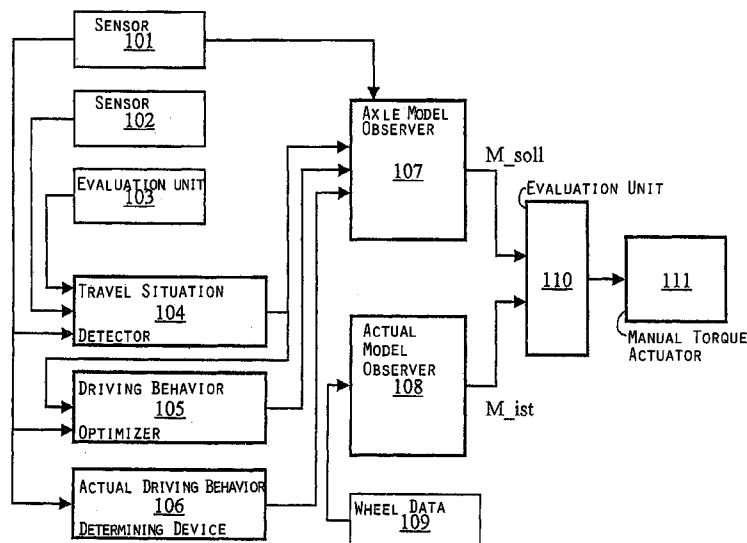 SENSOR
101
SENSOR
102
EVALUATION UNIT
103
TRAVEL SITUATION
104
DETECTOR
DRIVING BEHAVIOR
105
OPTIMIZER
ACTUAL DRIVING BEHAVIOR
106
DETERMINING DEVICE
AXLE MODEL
OBSERVER
107
M_soll
ACTUAL
MODEL
OBSERVER
108
M_ist
WHEEL DATA
109
EVALUATION UNIT
110
111
MANUAL TORQUE
ACTUATOR